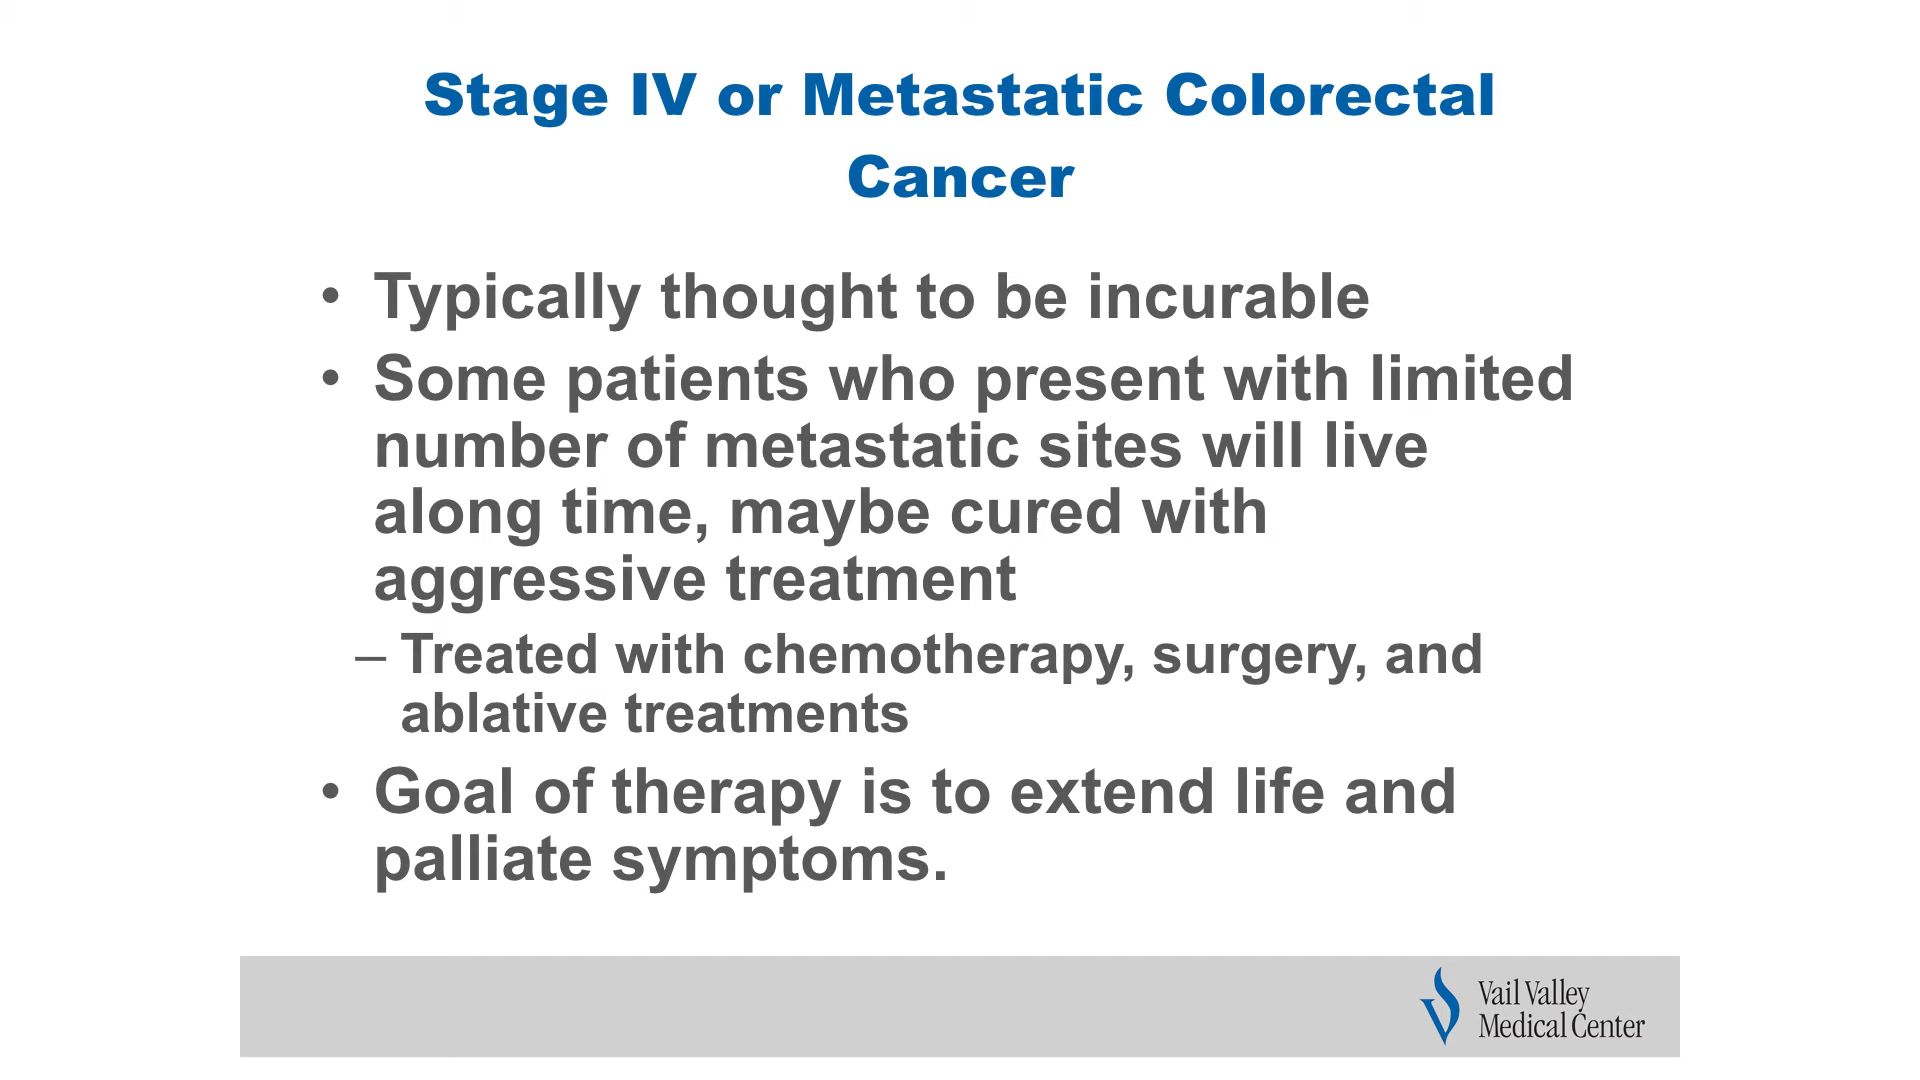 Stage IV or Metastatic Colorectal
Cancer
• Typically thought to be incurable
• Some patients who present with limited
number of metastatic sites will live
along time, maybe cured with
aggressive treatment
– Treated with chemotherapy, surgery, and
ablative treatments
• Goal of therapy is to extend life and
palliate symptoms.
Vail Valley
Medical Center